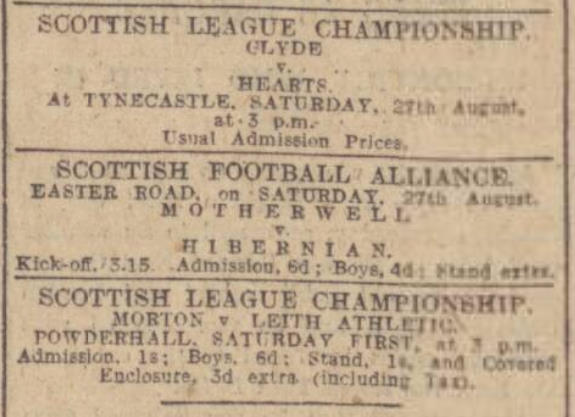 SCOTTISH LEAGUE CHAMPIONSHIP.
CLYDE
v.
HEARTS.
At TYNECASTLE, SATURDAY, 27th August,
at 3 p.m.
Usual Admission Prices.
SCOTTISH FOOTBALL ALLIANCE.
EASTER ROAD, on SATURDAY, 27th August.
MOTHERWELL
v.
HIBERNIAN.
Kick-off, 3.15. Admission, 6d; Boys, 4d; Stand extra.
SCOTTISH LEAGUE CHAMPIONSHIP.
MORTON v LEITH ATHLETIC.
POWDERHALL, SATURDAY FIRST, at 3 p.m.
Admission, 1s; Boys, 6d; Stand, 1s, and Covered
Enclosure, 3d extra (including Tax).